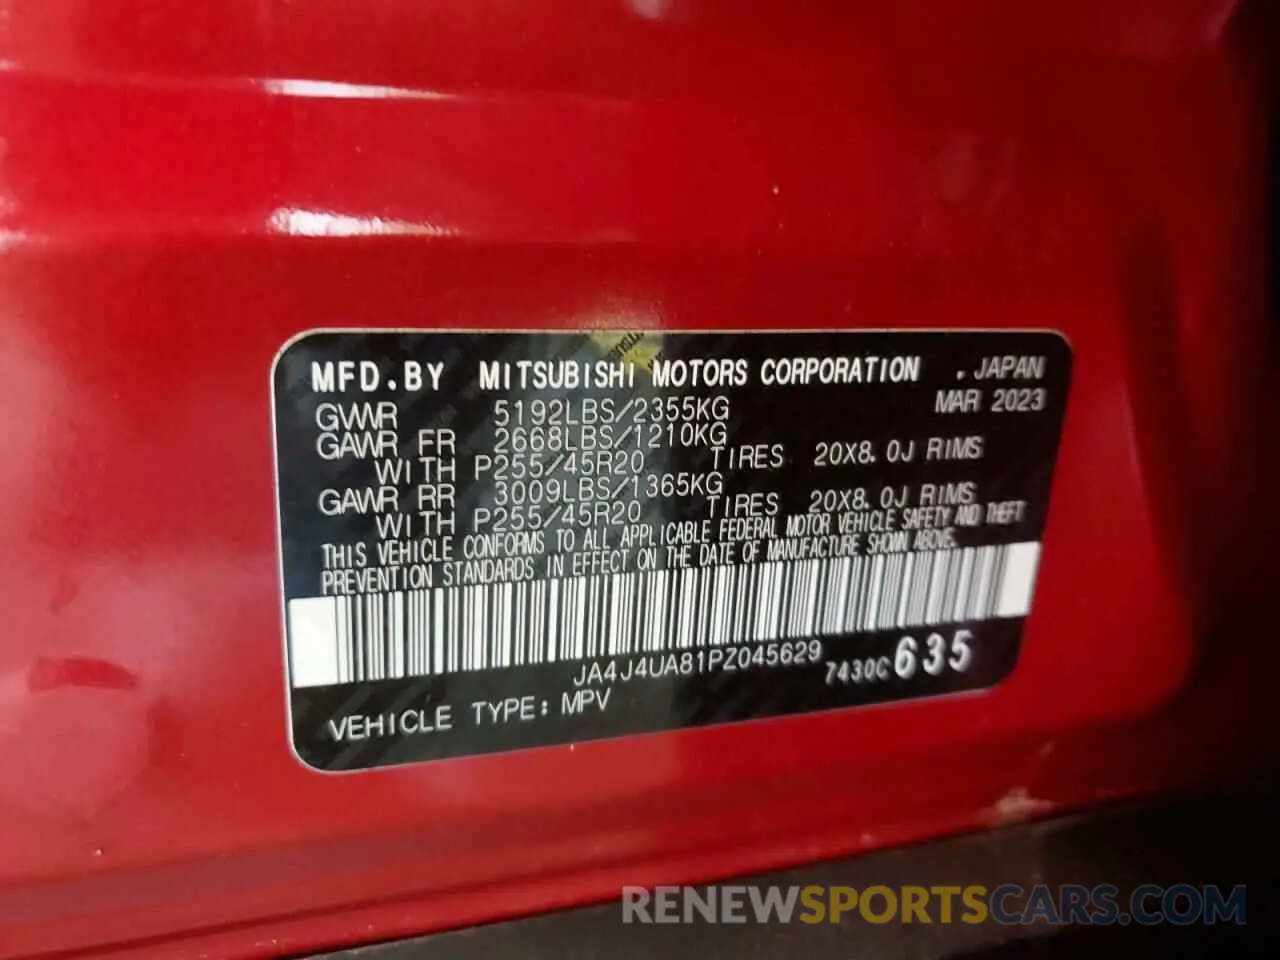 MFD.BY MITSUBISHI MOTORS CORPORATION , JAPAN
GVWR 5192LBS/2355KG MAR 2023
GAWR FR 2668LBS/1210KG
WITH P255/45R20 TIRES 20X8.0J RIMS
GAWR RR 3009LBS/1365KG
WITH P255/45R20 TIRES 20X8.0J RIMS
THIS VEHICLE CONFORMS TO ALL APPLICABLE FEDERAL MOTOR VEHICLE SAFETY AND THEFT
PREVENTION STANDARDS IN EFFECT ON THE DATE OF MANUFACTURE SHOWN ABOVE.
JA4J4UA81PZ045629 7430C 635
VEHICLE TYPE: MPV
RENEWSPORTSCARS.COM